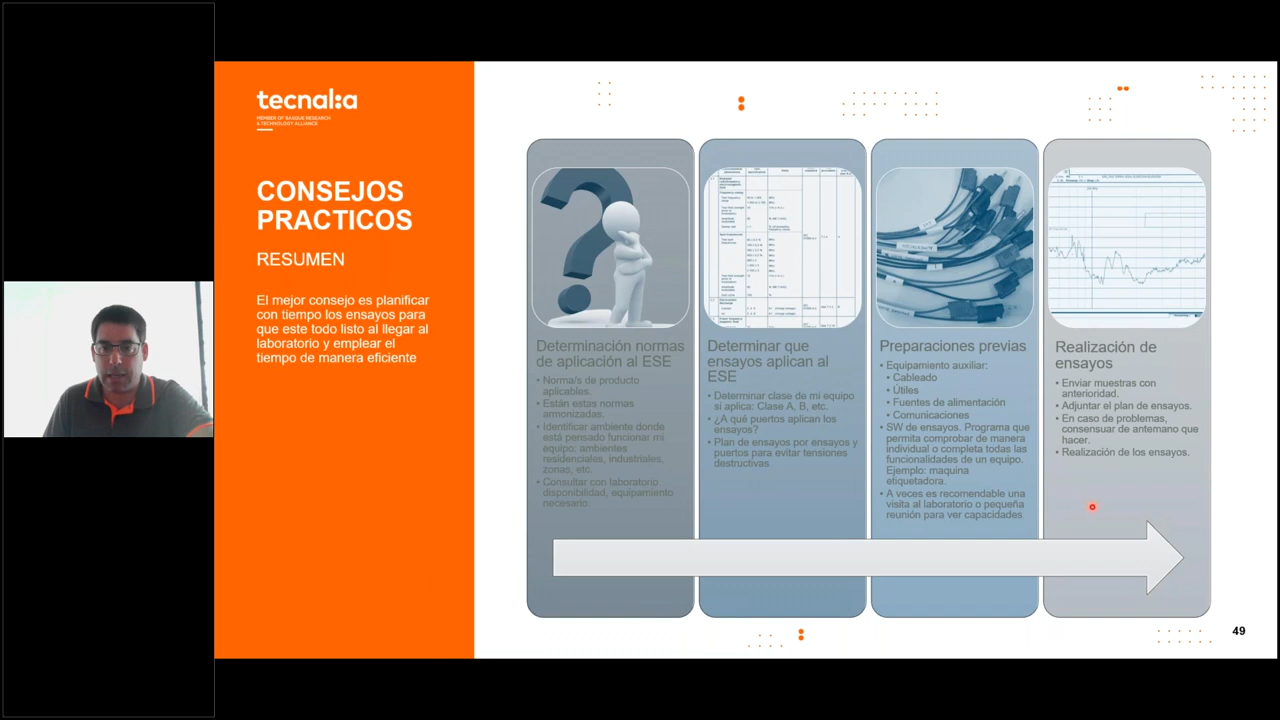 tecnal:a
MEMBER OF BASQUE RESEARCH
& TECHNOLOGY ALLIANCE
CONSEJOS
PRACTICOS
RESUMEN
El mejor consejo es planificar
con tiempo los ensayos para
que este todo listo al llegar al
laboratorio y emplear el
tiempo de manera eficiente
Determinación normas
de aplicación al ESE
• Norma/s de producto
aplicables.
• Están estas normas
armonizadas.
• Identificar ambiente donde
está pensado funcionar mi
equipo: ambientes
residenciales, industriales,
zonas, etc.
• Consultar con laboratorio
disponibilidad, equipamiento
necesario.
Determinar que
ensayos aplican al
ESE
• Determinar clase de mi equipo
si aplica: Clase A, B, etc.
• ¿A qué puertos aplican los
ensayos?
• Plan de ensayos por ensayos y
puertos para evitar tensiones
destructivas
Preparaciones previas
• Equipamiento auxiliar:
• Cableado
• Útiles
• Fuentes de alimentación
• Comunicaciones
• SW de ensayos. Programa que
permita comprobar de manera
individual o completa todas las
funcionalidades de un equipo.
Ejemplo: maquina
etiquetadora.
• A veces es recomendable una
visita al laboratorio o pequeña
reunión para ver capacidades
Realización de
ensayos
• Enviar muestras con
anterioridad.
• Adjuntar el plan de ensayos.
• En caso de problemas,
consensuar de antemano que
hacer.
• Realización de los ensayos.
49